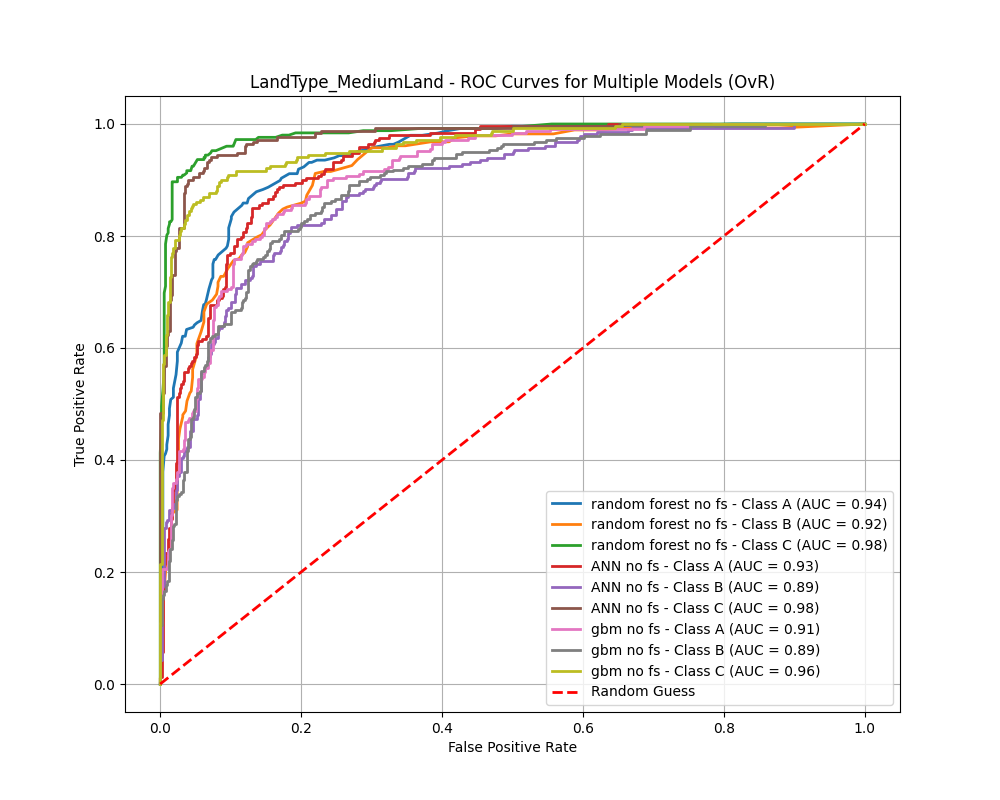 LandType_MediumLand - ROC Curves for Multiple Models (OvR)
1.0
0.8
0.6
0.4
0.2
0.0
True Positive Rate
random forest no fs - Class A (AUC = 0.94)
random forest no fs - Class B (AUC = 0.92)
random forest no fs - Class C (AUC = 0.98)
ANN no fs - Class A (AUC = 0.93)
ANN no fs - Class B (AUC = 0.89)
ANN no fs - Class C (AUC = 0.98)
gbm no fs - Class A (AUC = 0.91)
gbm no fs - Class B (AUC = 0.89)
gbm no fs - Class C (AUC = 0.96)
Random Guess
0.0 0.2 0.4 0.6 0.8 1.0
False Positive Rate